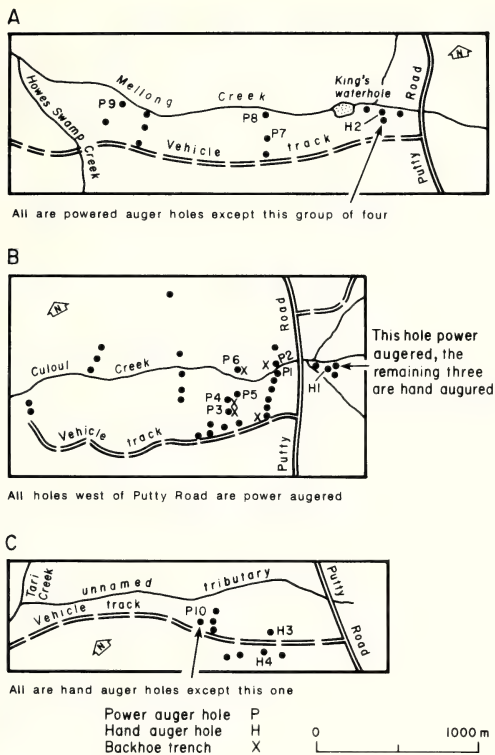 A
Howes Swamp Creek
Mellong Creek
P9
P8
P7
Vehicle track
King's
waterhole
H2
N
Putty Road
All are powered auger holes except this group of four
B
N
Culoul Creek
P6
X
X
P2
P1
P4
P5
X
P3
X
X
Vehicle track
Putty Road
H1
This hole power
augered, the
remaining three
are hand augured
All holes west of Putty Road are power augered
C
Tari Creek
unnamed tributary
Vehicle track
P10
H3
H4
N
Putty Road
All are hand auger holes except this one
Power auger hole P
Hand auger hole H
Backhoe trench X
0 1000 m